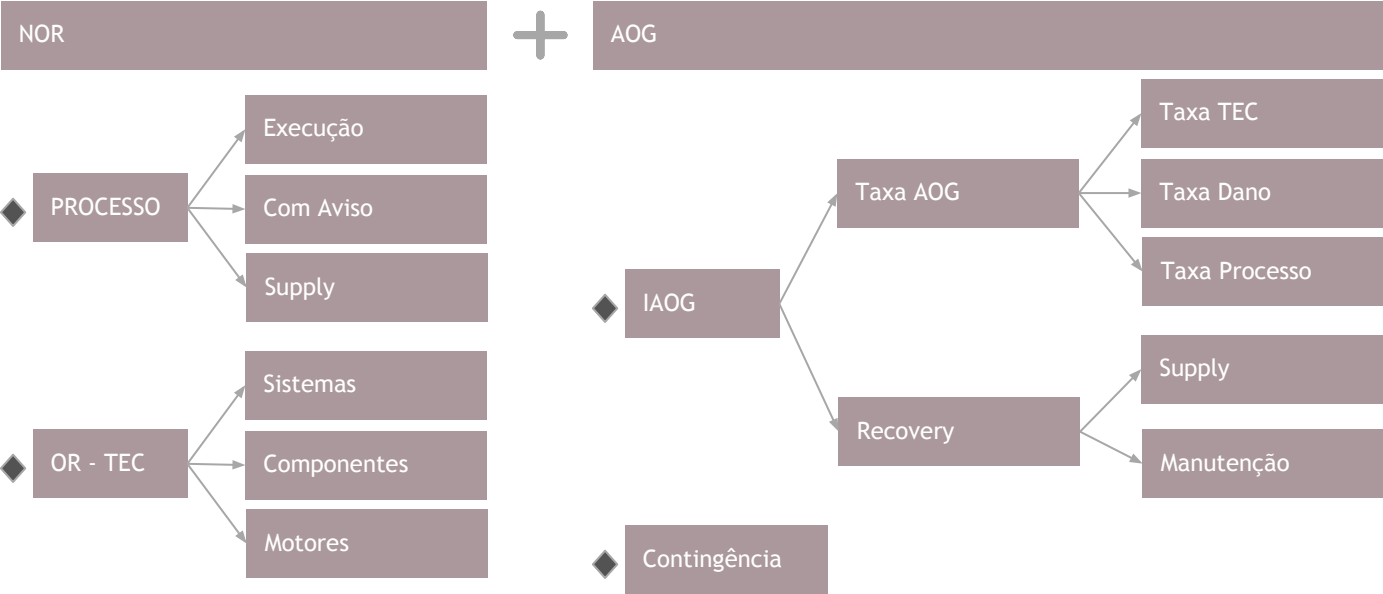 NOR
AOG
PROCESSO
Execução
Com Aviso
Supply
OR - TEC
Sistemas
Componentes
Motores
IAOG
Taxa AOG
Taxa TEC
Taxa Dano
Taxa Processo
Recovery
Supply
Manutenção
Contingência